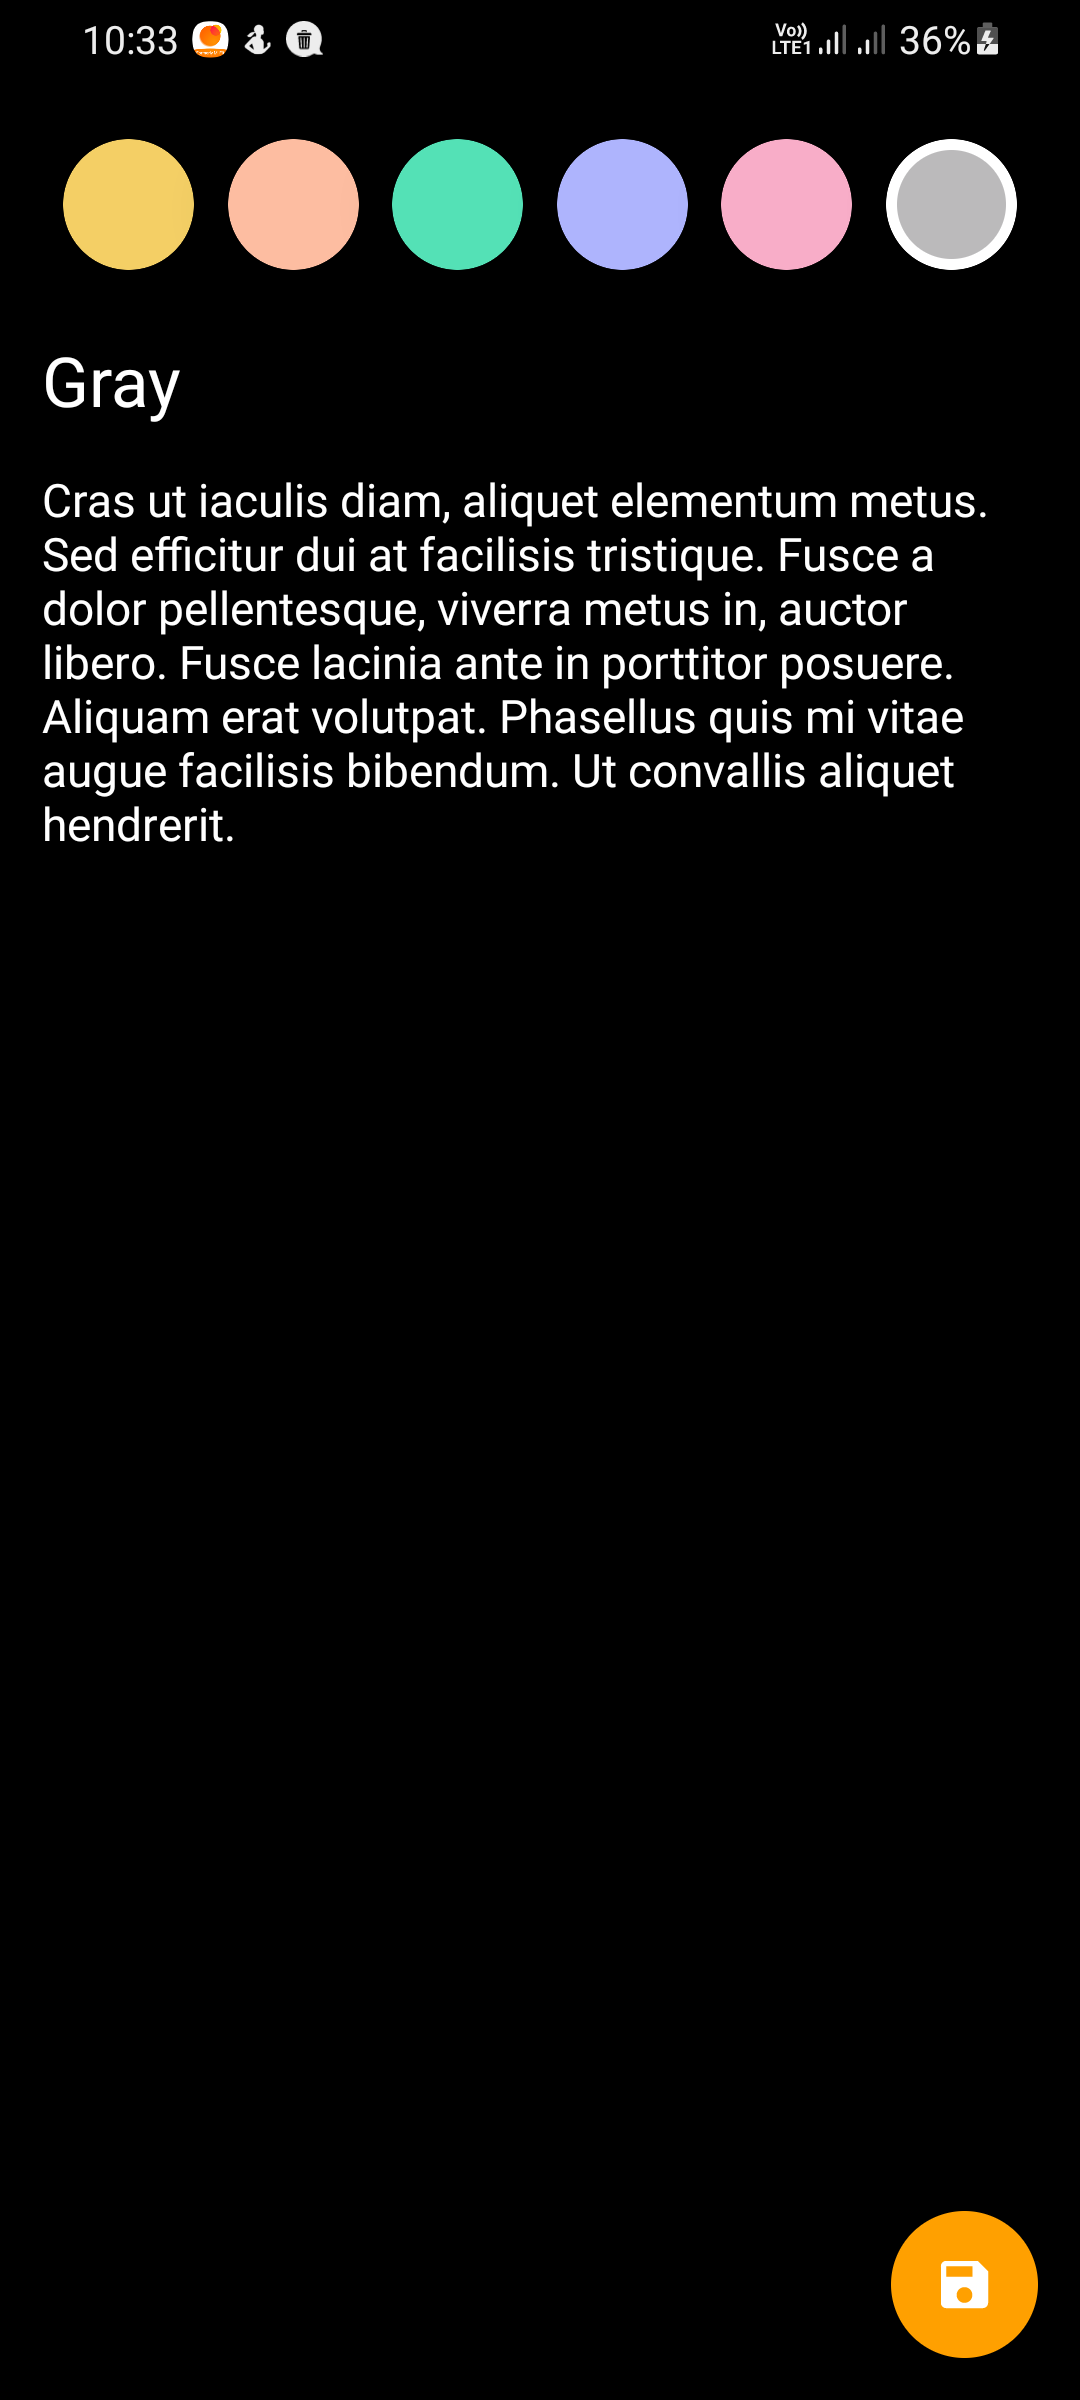 10:33 Vo)) LTE1 36%
Gray
Cras ut iaculis diam, aliquet elementum metus.
Sed efficitur dui at facilisis tristique. Fusce a
dolor pellentesque, viverra metus in, auctor
libero. Fusce lacinia ante in porttitor posuere.
Aliquam erat volutpat. Phasellus quis mi vitae
augue facilisis bibendum. Ut convallis aliquet
hendrerit.